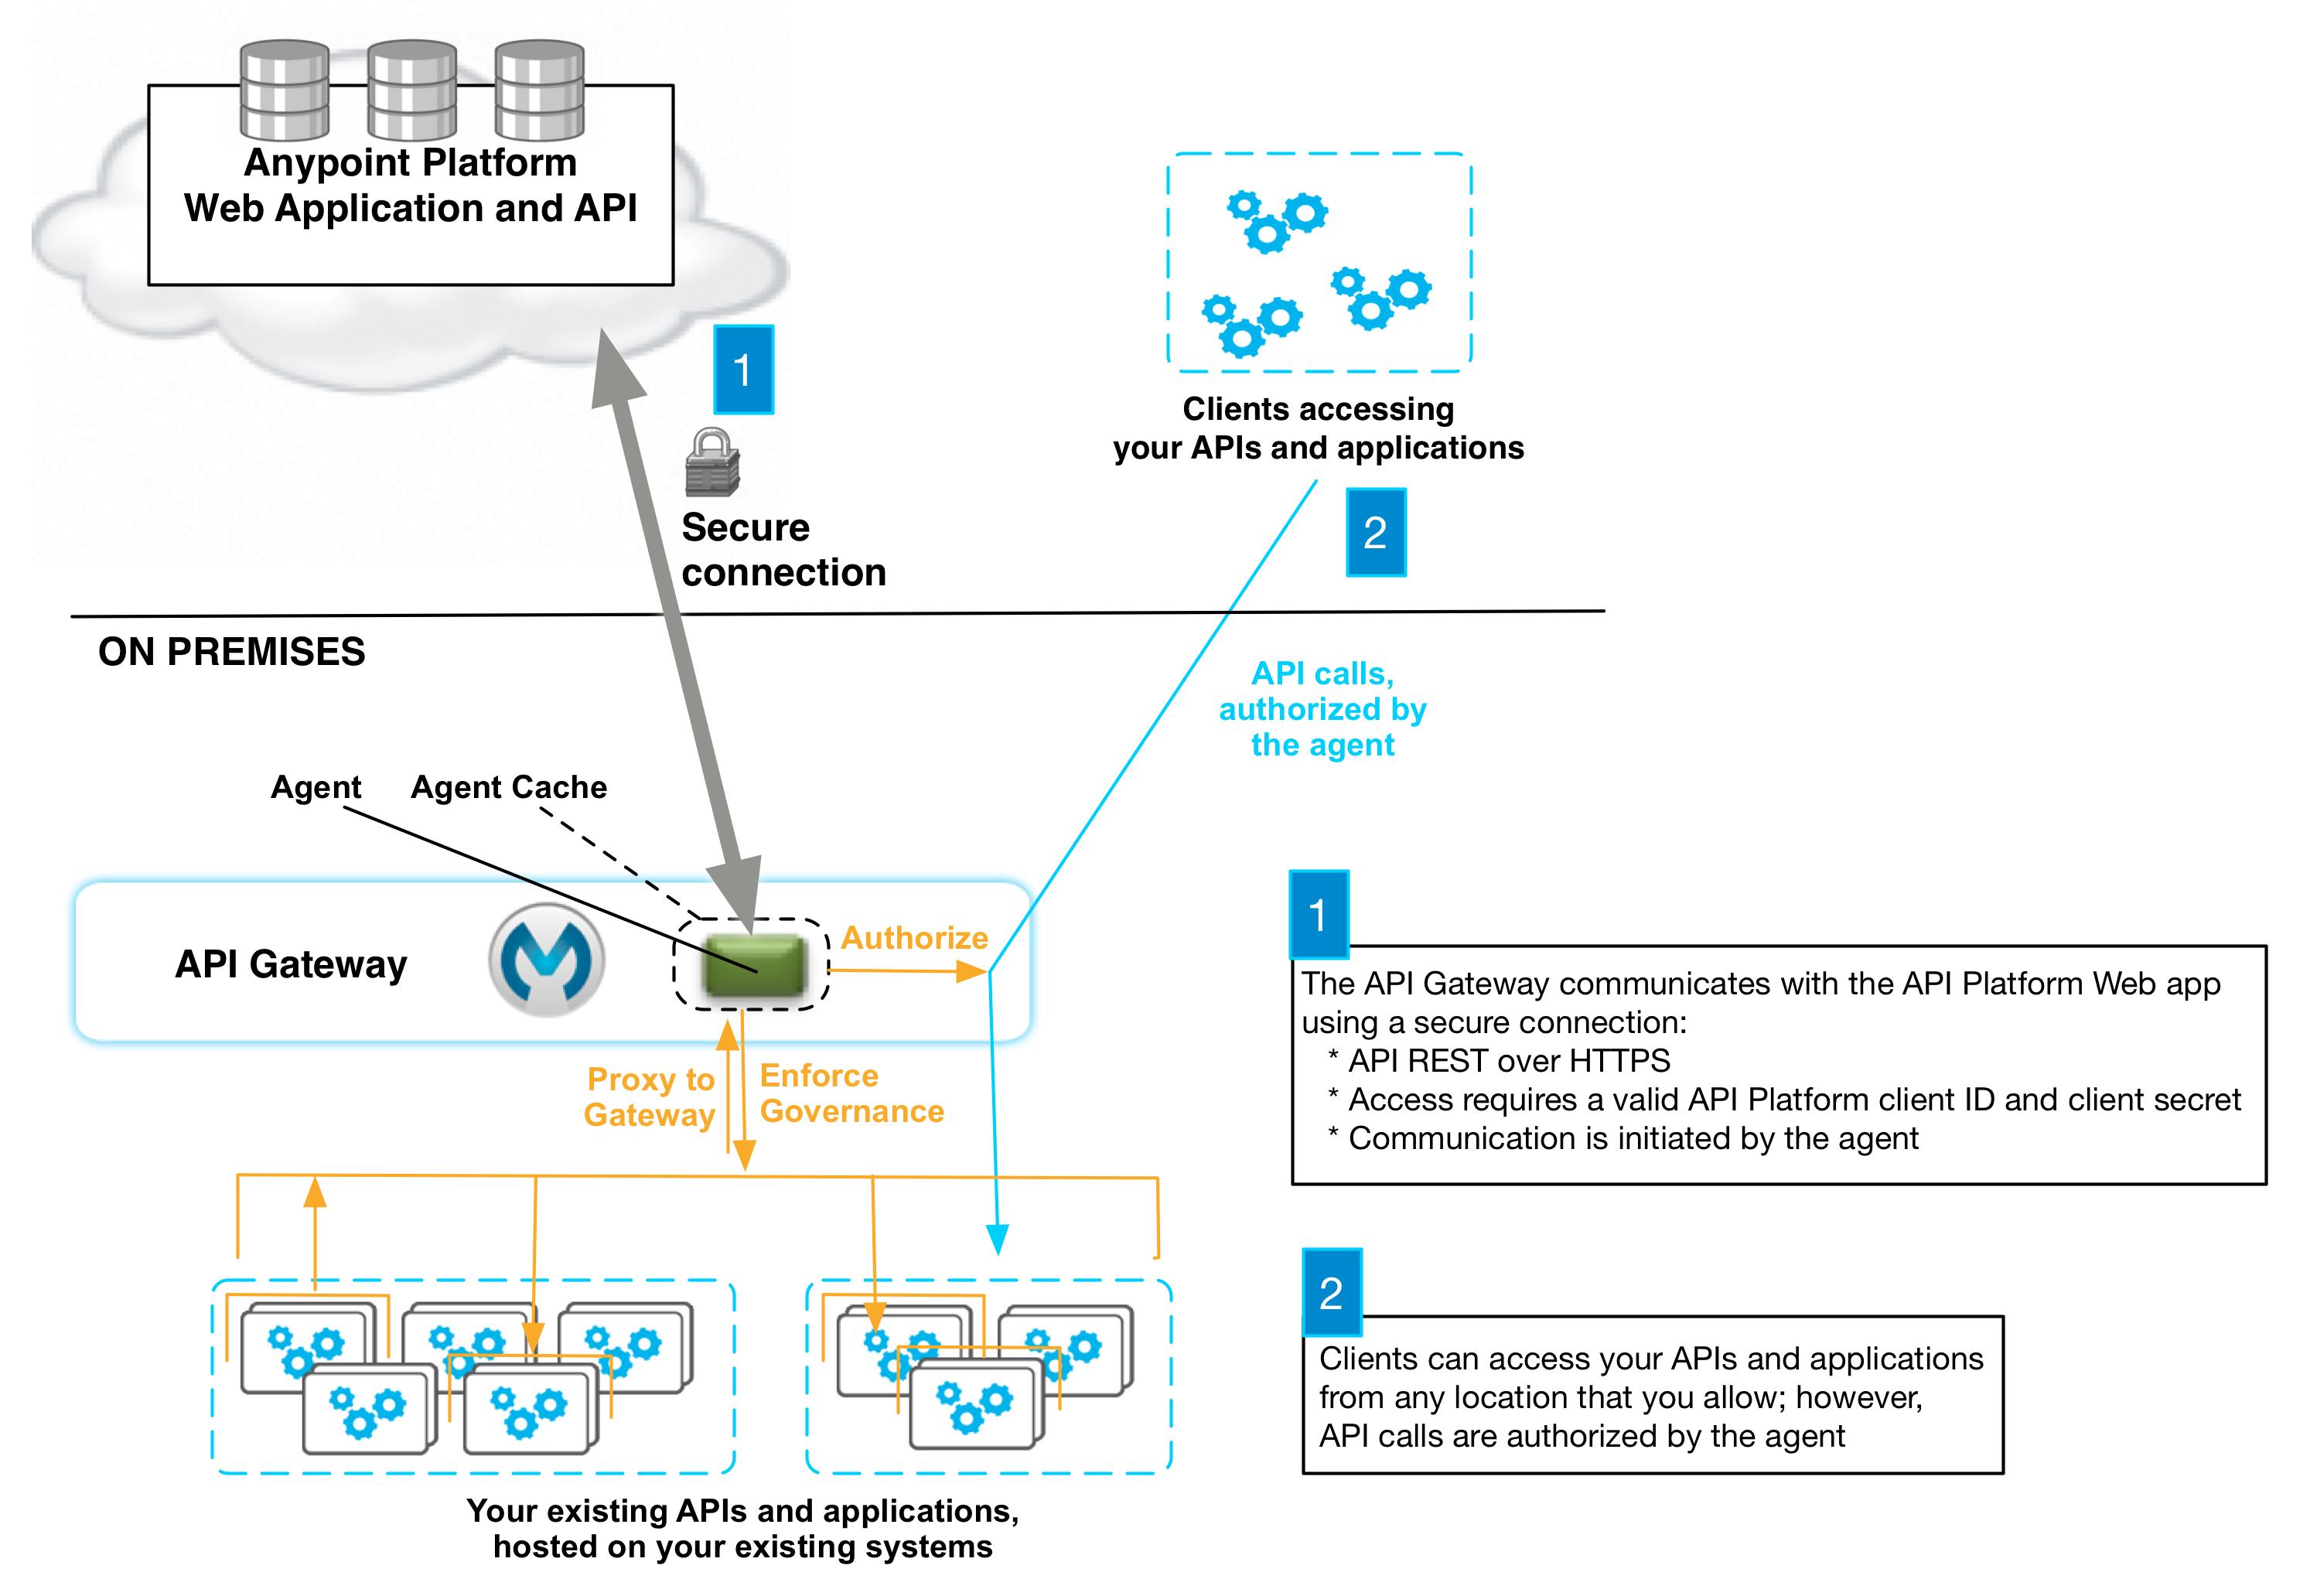 Anypoint Platform
Web Application and API
1
Secure
connection
Clients accessing
your APIs and applications
2
ON PREMISES
API calls,
authorized by
the agent
Agent
Agent Cache
API Gateway
Authorize
Proxy to
Gateway
Enforce
Governance
Your existing APIs and applications,
hosted on your existing systems
1
The API Gateway communicates with the API Platform Web app
using a secure connection:
* API REST over HTTPS
* Access requires a valid API Platform client ID and client secret
* Communication is initiated by the agent
2
Clients can access your APIs and applications
from any location that you allow; however,
API calls are authorized by the agent